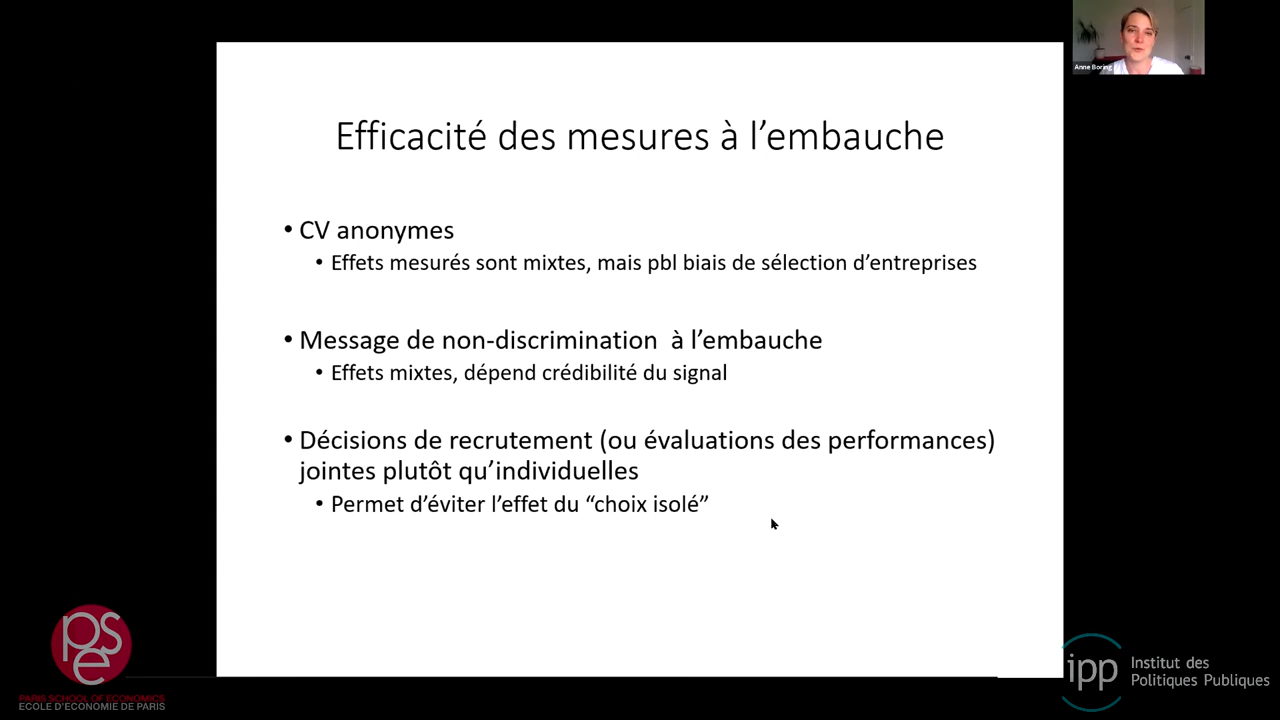 Anne Boring
Efficacité des mesures à l’embauche
• CV anonymes
• Effets mesurés sont mixtes, mais pbl biais de sélection d’entreprises
• Message de non-discrimination  à l’embauche
• Effets mixtes, dépend crédibilité du signal
• Décisions de recrutement (ou évaluations des performances)
jointes plutôt qu’individuelles
• Permet d’éviter l’effet du “choix isolé”
pse
PARIS SCHOOL OF ECONOMICS
ECOLE D'ECONOMIE DE PARIS
ipp
Institut des
Politiques Publiques